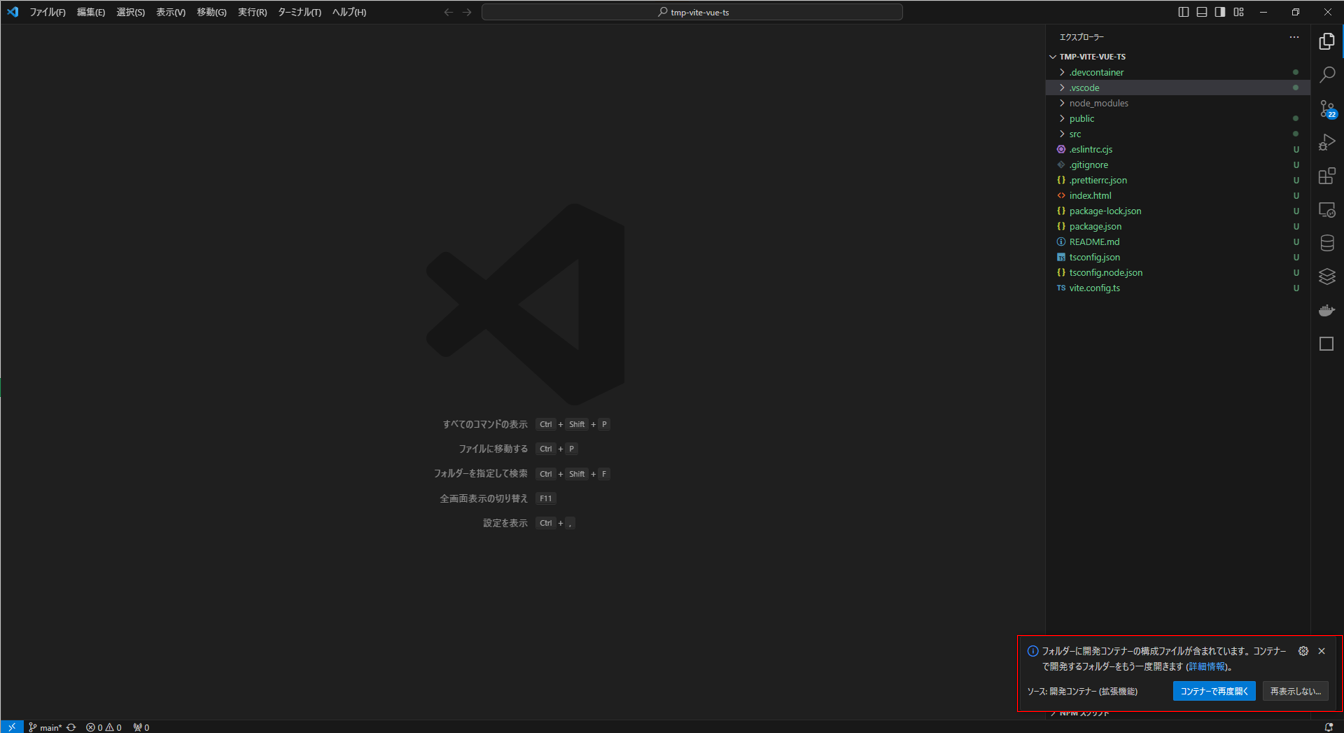 ファイル(F) 編集(E) 選択(S) 表示(V) 移動(G) 実行(R) ターミナル(T) ヘルプ(H)
tmp-vite-vue-ts
エクスプローラー
TMP-VITE-VUE-TS
.devcontainer
.vscode
node_modules
public
src
.eslintrc.cjs U
.gitignore U
{} .prettierrc.json U
<> index.html U
{} package-lock.json U
{} package.json U
README.md U
TS tsconfig.json U
{} tsconfig.node.json U
TS vite.config.ts U
22
すべてのコマンドの表示 Ctrl + Shift + P
ファイルに移動する Ctrl + P
フォルダーを指定して検索 Ctrl + Shift + F
全画面表示の切り替え F11
設定を表示 Ctrl + ,
フォルダーに開発コンテナーの構成ファイルが含まれています。コンテナー
で開発するフォルダーをもう一度開きます (詳細情報)。
ソース: 開発コンテナー (拡張機能)
コンテナーで再度開く
再表示しない...
NPM スクリプト
main* 0 0 0